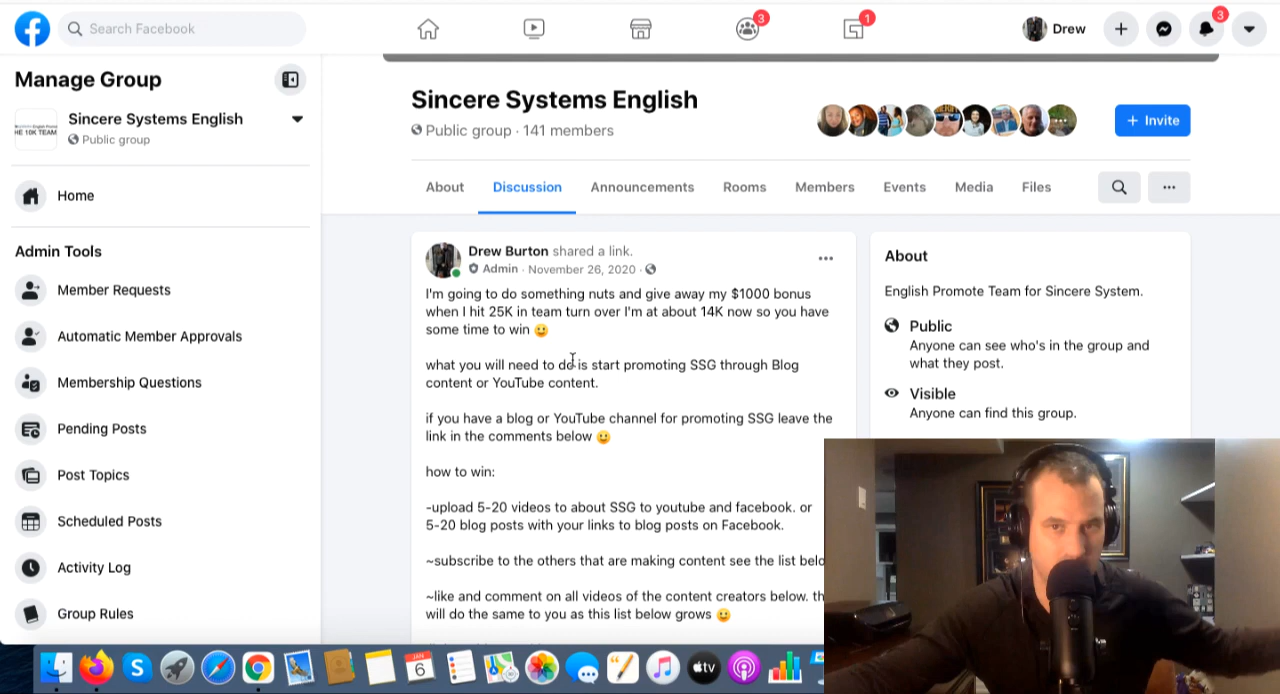 Search Facebook
3
1
Drew
3
Manage Group
Sincere Systems English
Public group
Home
Admin Tools
Member Requests
Automatic Member Approvals
Membership Questions
Pending Posts
Post Topics
Scheduled Posts
Activity Log
Group Rules
Sincere Systems English
Public group · 141 members
+ Invite
About
Discussion
Announcements
Rooms
Members
Events
Media
Files
Drew Burton shared a link.
Admin · November 26, 2020 ·
I'm going to do something nuts and give away my $1000 bonus
when I hit 25K in team turn over I'm at about 14K now so you have
some time to win 😀
what you will need to do is start promoting SSG through Blog
content or YouTube content.
if you have a blog or YouTube channel for promoting SSG leave the
link in the comments below 😀
how to win:
-upload 5-20 videos to about SSG to youtube and facebook. or
5-20 blog posts with your links to blog posts on Facebook.
~subscribe to the others that are making content see the list belo
~like and comment on all videos of the content creators below. th
will do the same to you as this list below grows 😀
About
English Promote Team for Sincere System.
Public
Anyone can see who's in the group and
what they post.
Visible
Anyone can find this group.
JAN
6
tv